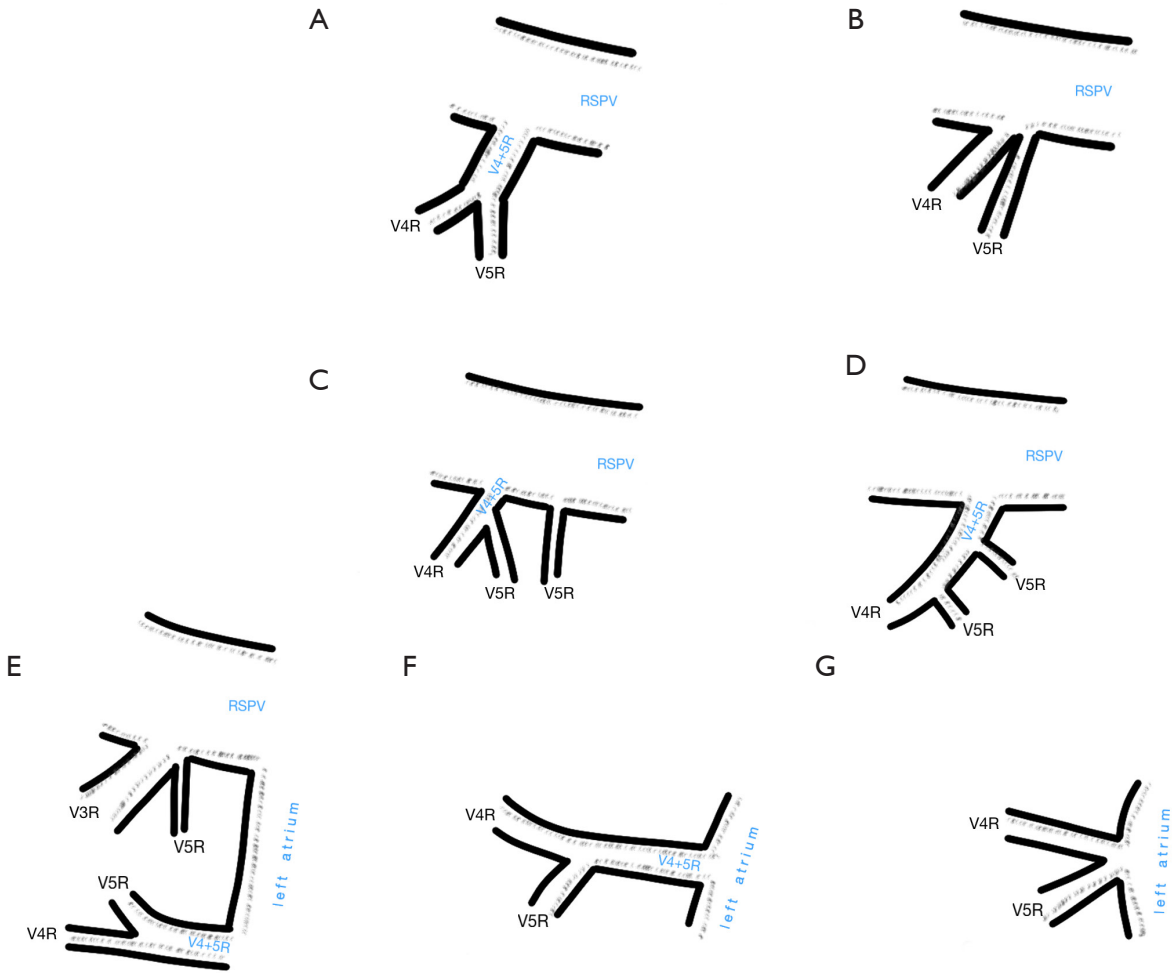 A
RSPV
V4+5R
V4R
V5R
B
RSPV
V4R
V5R
C
RSPV
V4+5R
V4R
V5R
V5R
D
RSPV
V4+5R
V5R
V4R
V5R
E
RSPV
V3R
V5R
left atrium
V5R
V4R
V4+5R
F
V4R
V4+5R
V5R
left atrium
G
V4R
V5R
left atrium